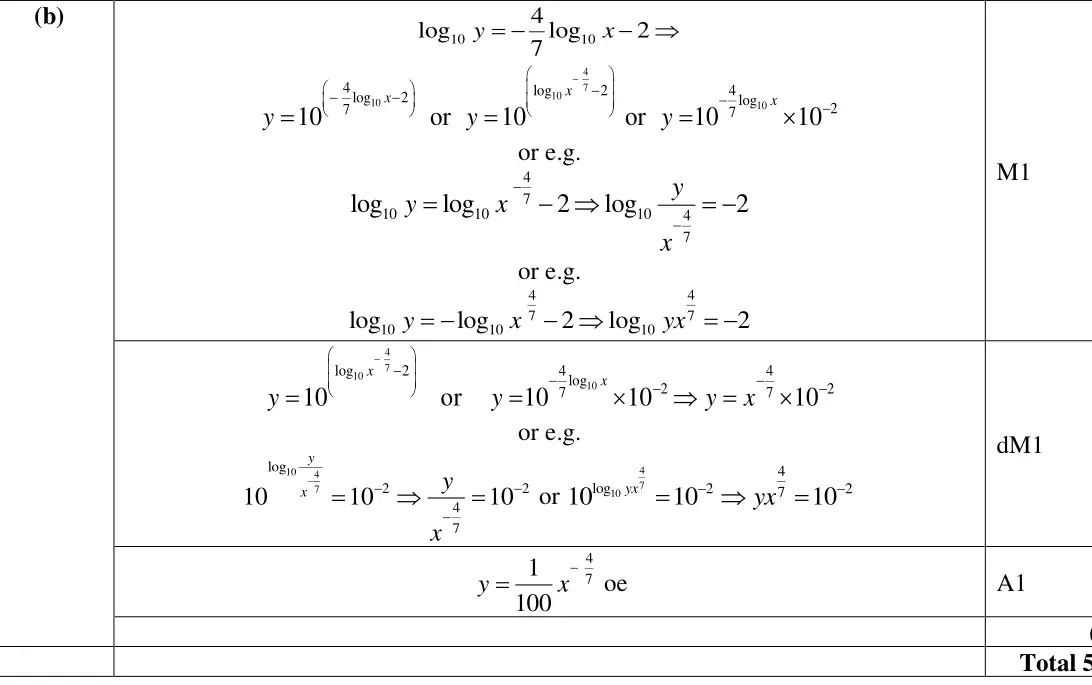 (b)
log₁₀ y = −4/7 log₁₀ x − 2 ⇒
y = 10^(−4/7 log₁₀ x − 2) or y = 10^(log₁₀ x^(−4/7) − 2) or y = 10^(−4/7 log₁₀ x) × 10^(−2)
or e.g.
M1
log₁₀ y = log₁₀ x^(−4/7) − 2 ⇒ log₁₀ y/x^(−4/7) = −2
or e.g.
log₁₀ y = −log₁₀ x^(4/7) − 2 ⇒ log₁₀ yx^(4/7) = −2
y = 10^(log₁₀ x^(−4/7) − 2) or y = 10^(−4/7 log₁₀ x) × 10^(−2) ⇒ y = x^(−4/7) × 10^(−2)
or e.g.
dM1
10^(log₁₀ y/x^(−4/7)) = 10^(−2) ⇒ y/x^(−4/7) = 10^(−2) or 10^(log₁₀ yx^(4/7)) = 10^(−2) ⇒ yx^(4/7) = 10^(−2)
y = 1/100 x^(−4/7) oe
A1
Total 5